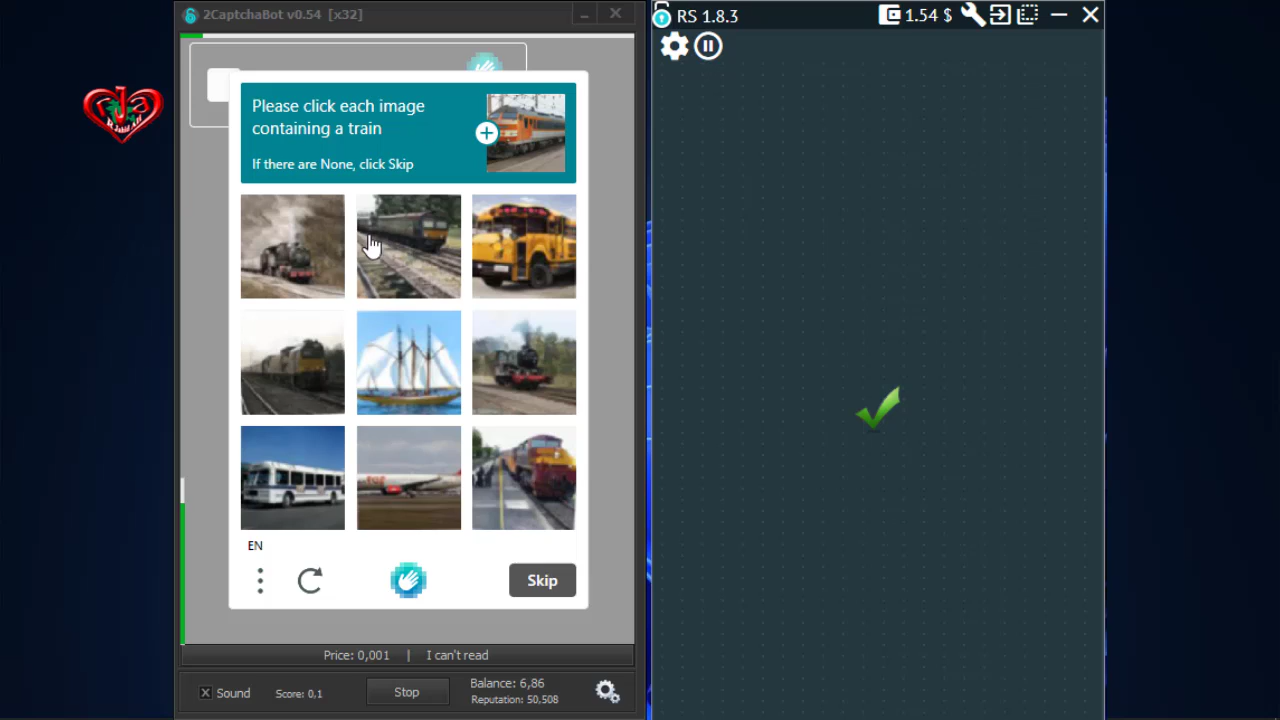 2CaptchaBot v0.54 [x32]
Please click each image
containing a train
If there are None, click Skip
EN
Skip
Price: 0,001 | I can't read
Sound
Score: 0,1
Stop
Balance: 6,86
Reputation: 50,508
RS 1.8.3
1.54 $